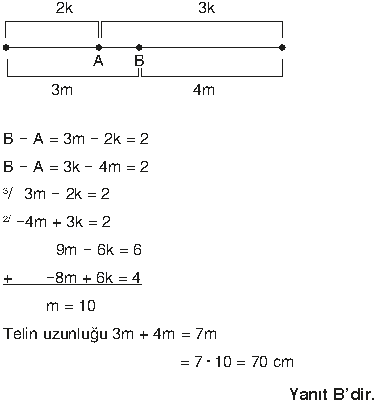 2k 3k
A B
3m 4m
B – A = 3m – 2k = 2
B – A = 3k – 4m = 2
3/ 3m – 2k = 2
2/ –4m + 3k = 2
9m – 6k = 6
+ –8m + 6k = 4
m = 10
Telin uzunluğu 3m + 4m = 7m
= 7 · 10 = 70 cm
Yanıt B’dir.